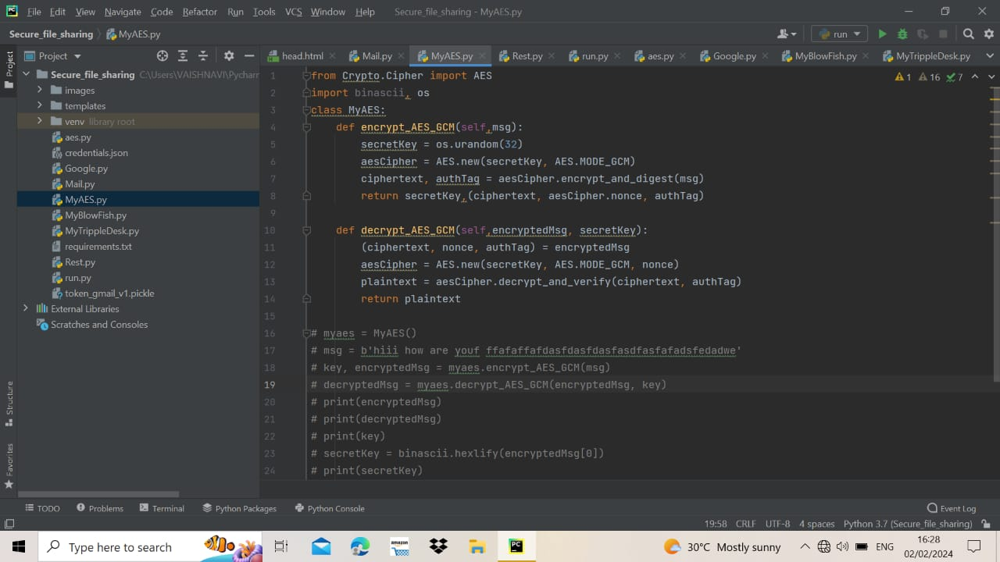 File Edit View Navigate Code Refactor Run Tools VCS Window Help Secure_file_sharing - MyAES.py
Secure_file_sharing MyAES.py run
Project
Project
head.html Mail.py MyAES.py Rest.py run.py aes.py Google.py MyBlowFish.py MyTrippleDesk.py
Secure_file_sharing C:\Users\VAISHNAVI\Pycharm
images
templates
venv library root
aes.py
credentials.json
Google.py
Mail.py
MyAES.py
MyBlowFish.py
MyTrippleDesk.py
requirements.txt
Rest.py
run.py
token_gmail_v1.pickle
External Libraries
Scratches and Consoles
Structure
Favorites
1 16 7
1 from Crypto.Cipher import AES
2 import binascii, os
3 class MyAES:
4 def encrypt_AES_GCM(self,msg):
5 secretKey = os.urandom(32)
6 aesCipher = AES.new(secretKey, AES.MODE_GCM)
7 ciphertext, authTag = aesCipher.encrypt_and_digest(msg)
8 return secretKey,(ciphertext, aesCipher.nonce, authTag)
9
10 def decrypt_AES_GCM(self,encryptedMsg, secretKey):
11 (ciphertext, nonce, authTag) = encryptedMsg
12 aesCipher = AES.new(secretKey, AES.MODE_GCM, nonce)
13 plaintext = aesCipher.decrypt_and_verify(ciphertext, authTag)
14 return plaintext
15
16 # myaes = MyAES()
17 # msg = b'hiii how are youf ffafaffafdasfdasfdasfasdfasfafadsfedadwe'
18 # key, encryptedMsg = myaes.encrypt_AES_GCM(msg)
19 # decryptedMsg = myaes.decrypt_AES_GCM(encryptedMsg, key)
20 # print(encryptedMsg)
21 # print(decryptedMsg)
22 # print(key)
23 # secretKey = binascii.hexlify(encryptedMsg[0])
24 # print(secretKey)
TODO Problems Terminal Python Packages Python Console Event Log
19:58 CRLF UTF-8 4 spaces Python 3.7 (Secure_file_sharing)
Type here to search amazon 30°C Mostly sunny ENG 16:28
02/02/2024